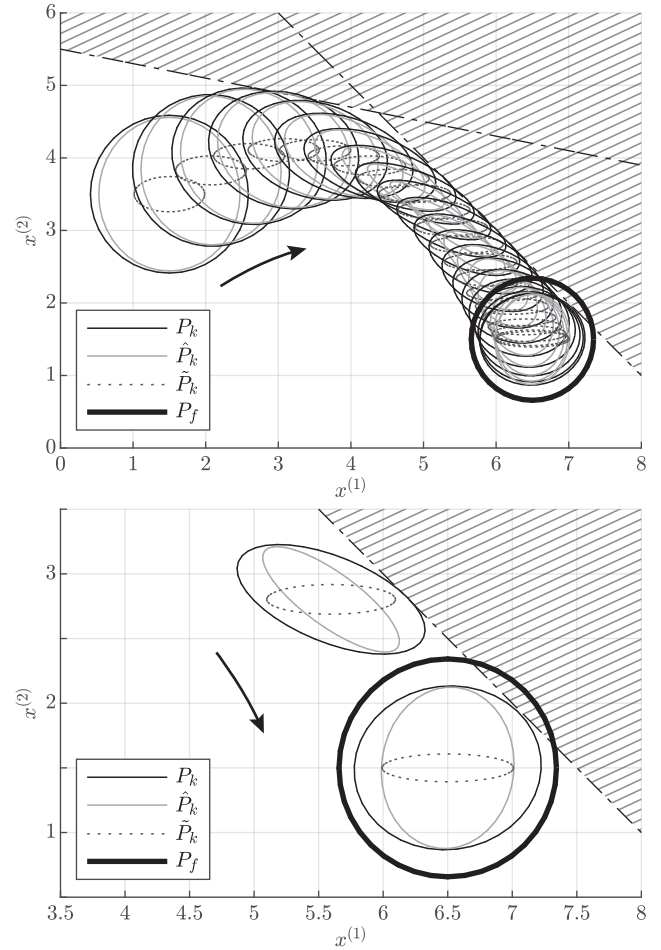 6
5
4
3
2
1
0
x^{(2)}
P_k
\hat{P}_k
\tilde{P}_k
P_f
0 1 2 3 4 5 6 7 8
x^{(1)}
3
2
1
x^{(2)}
P_k
\hat{P}_k
\tilde{P}_k
P_f
3.5 4 4.5 5 5.5 6 6.5 7 7.5 8
x^{(1)}